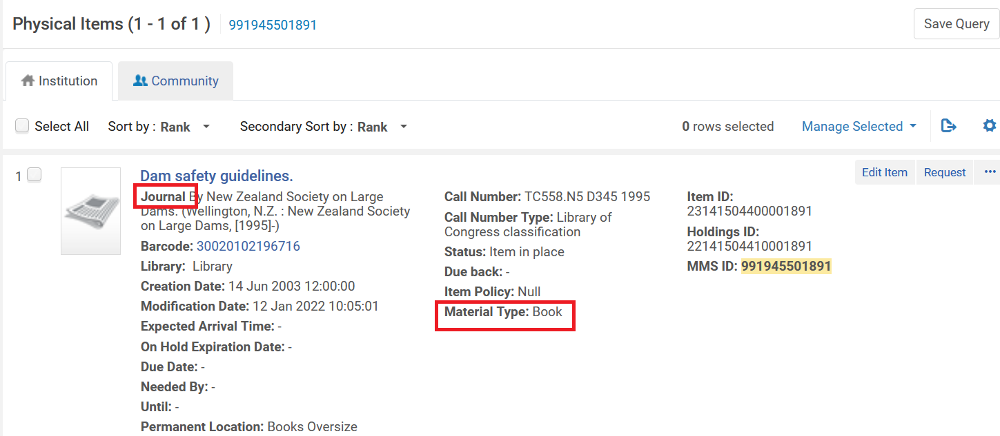 Physical Items (1 - 1 of 1 ) 991945501891 Save Query
Institution Community
Select All Sort by : Rank Secondary Sort by : Rank 0 rows selected Manage Selected
1
Dam safety guidelines.
Journal By New Zealand Society on Large
Dams. (Wellington, N.Z. : New Zealand Society
on Large Dams, [1995]-)
Barcode: 30020102196716
Library: Library
Creation Date: 14 Jun 2003 12:00:00
Modification Date: 12 Jan 2022 10:05:01
Expected Arrival Time: -
On Hold Expiration Date: -
Due Date: -
Needed By: -
Until: -
Permanent Location: Books Oversize
Call Number: TC558.N5 D345 1995
Call Number Type: Library of
Congress classification
Status: Item in place
Due back: -
Item Policy: Null
Material Type: Book
Edit Item Request ...
Item ID:
23141504400001891
Holdings ID:
22141504410001891
MMS ID: 991945501891